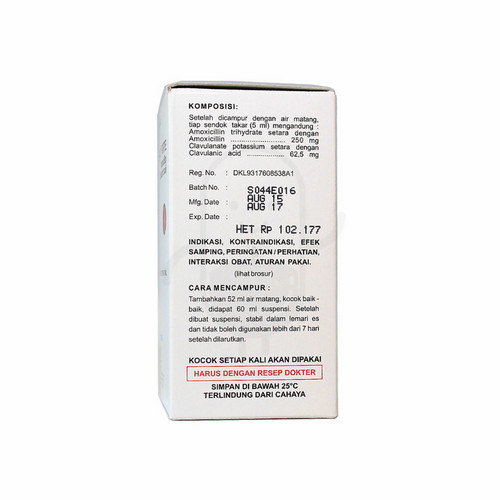 KOMPOSISI:
Setelah dicampur dengan air matang,
tiap sendok takar (5 ml) mengandung :
Amoxicillin trihydrate setara dengan
Amoxicillin ........................ 250 mg
Clavulanate potassium setara dengan
Clavulanic acid ................... 62,5 mg
Reg. No. : DKL9317608538A1
Batch No. : S044E016
Mfg. Date : AUG 15
Exp. Date : AUG 17
HET Rp 102.177
INDIKASI, KONTRAINDIKASI, EFEK
SAMPING, PERINGATAN/PERHATIAN,
INTERAKSI OBAT, ATURAN PAKAI.
(lihat brosur)
CARA MENCAMPUR :
Tambahkan 52 ml air matang, kocok baik -
baik, didapat 60 ml suspensi. Setelah
dibuat suspensi, stabil dalam lemari es
dan tidak boleh digunakan lebih dari 7 hari
setelah dilarutkan.
KOCOK SETIAP KALI AKAN DIPAKAI
HARUS DENGAN RESEP DOKTER
SIMPAN DI BAWAH 25°C
TERLINDUNG DARI CAHAYA